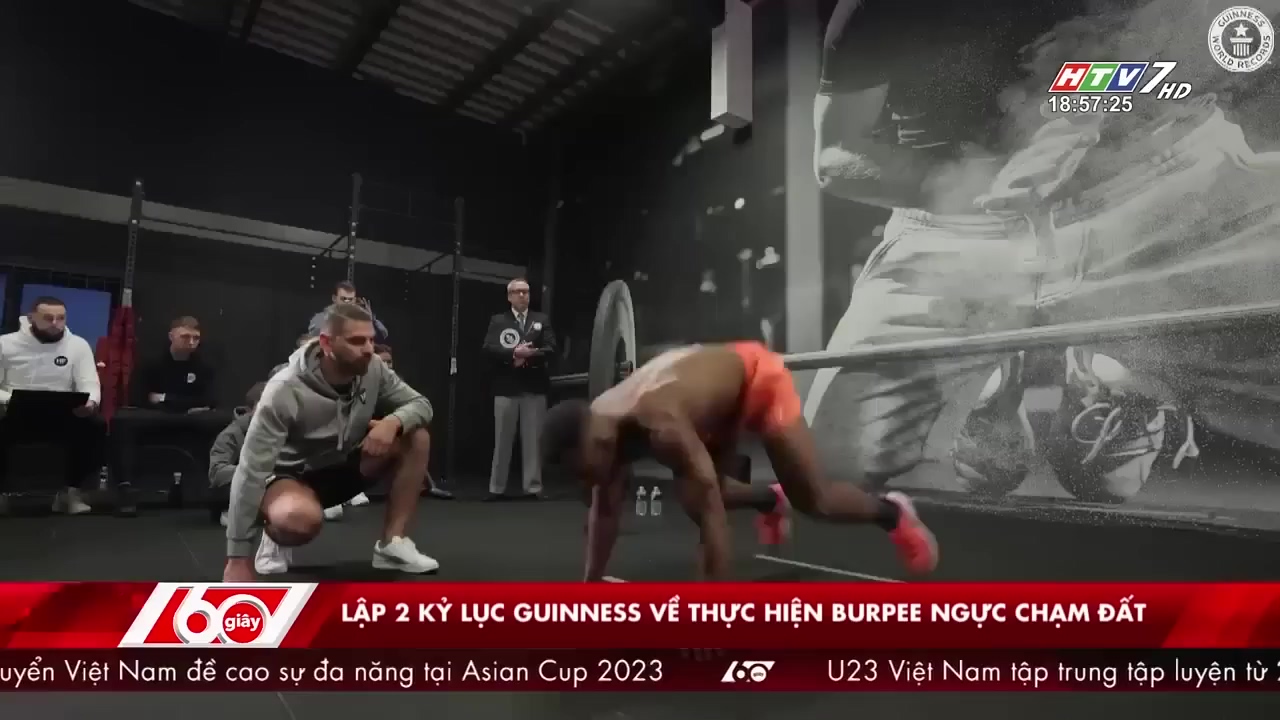 GUINNESS
WORLD RECORDS
HTV7 HD
18:57:25
60 giây
LẬP 2 KỶ LỤC GUINNESS VỀ THỰC HIỆN BURPEE NGỰC CHẠM ĐẤT
uyển Việt Nam đề cao sự đa năng tại Asian Cup 2023 60 giây U23 Việt Nam tập trung tập luyện từ